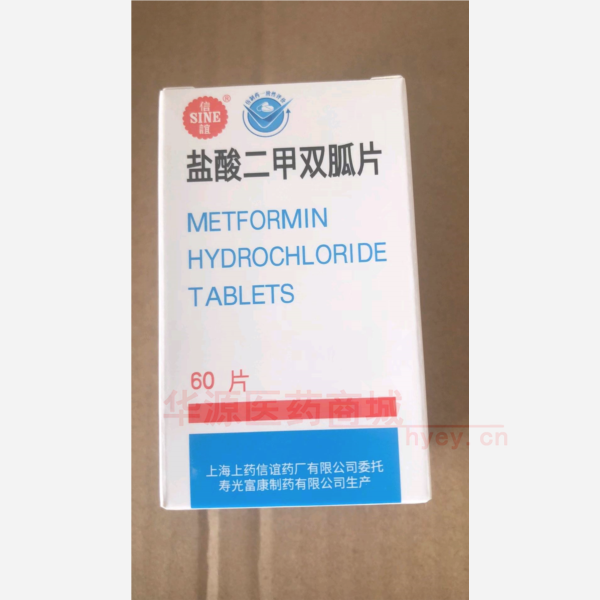 信
SINE
谊
®
盐酸二甲双胍片
METFORMIN
HYDROCHLORIDE
TABLETS
60 片
华源医药商城
hyey.cn
上海上药信谊药厂有限公司委托
寿光富康制药有限公司生产